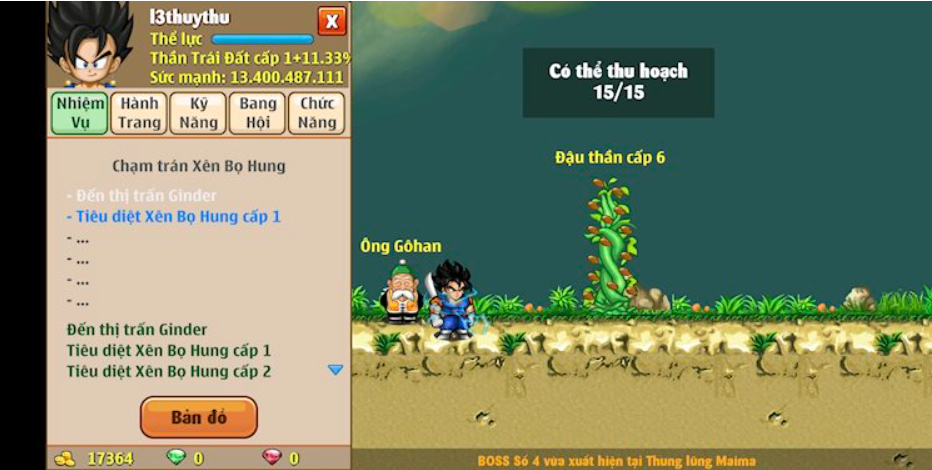 l3thuythu
X
Thể lực
Thần Trái Đất cấp 1+11.33%
Sức mạnh: 13.400.487.111
Nhiệm Vụ
Hành Trang
Kỹ Năng
Bang Hội
Chức Năng
Chạm trán Xên Bọ Hung
- Đến thị trấn Ginder
- Tiêu diệt Xên Bọ Hung cấp 1
- ...
- ...
- ...
- ...
Đến thị trấn Ginder
Tiêu diệt Xên Bọ Hung cấp 1
Tiêu diệt Xên Bọ Hung cấp 2
Bản đồ
17364
0
0
Có thể thu hoạch
15/15
Đậu thần cấp 6
Ông Gôhan
BOSS Số 4 vừa xuất hiện tại Thung lũng Maima